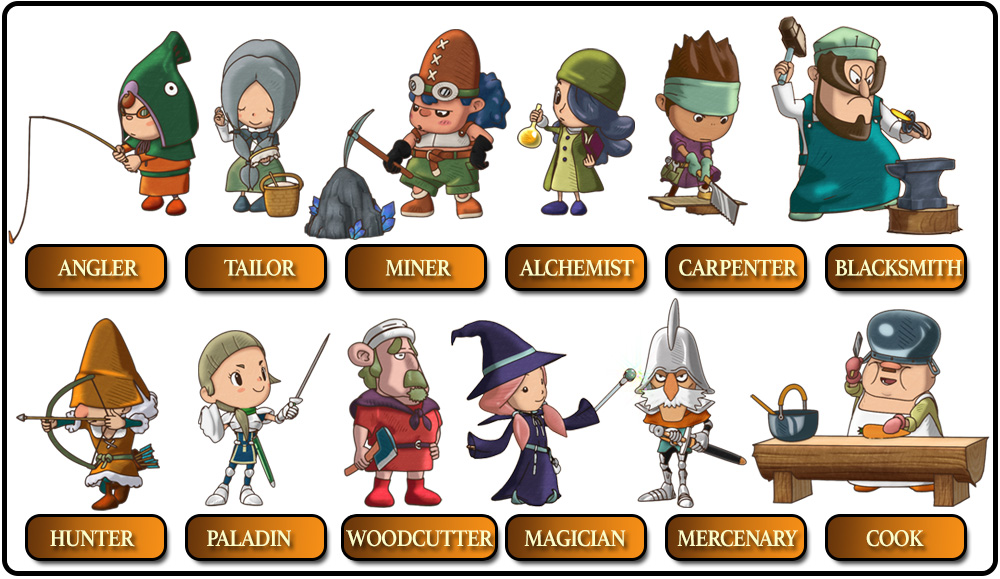 ANGLER
TAILOR
MINER
ALCHEMIST
CARPENTER
BLACKSMITH
HUNTER
PALADIN
WOODCUTTER
MAGICIAN
MERCENARY
COOK